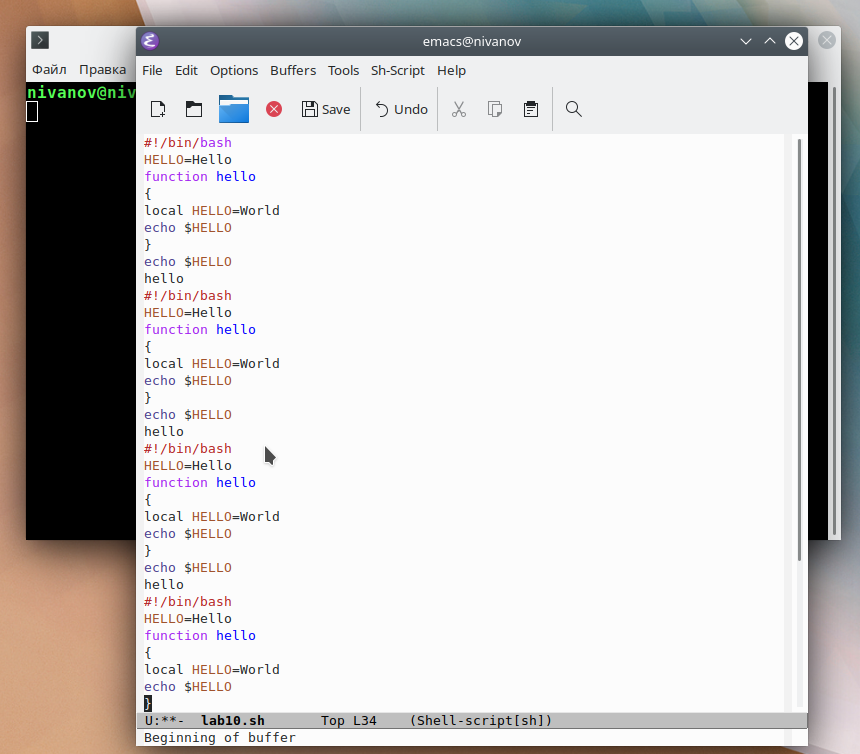 emacs@nivanov
Файл Правка
nivanov@niv
File Edit Options Buffers Tools Sh-Script Help
Save Undo
#!/bin/bash
HELLO=Hello
function hello
{
local HELLO=World
echo $HELLO
}
echo $HELLO
hello
#!/bin/bash
HELLO=Hello
function hello
{
local HELLO=World
echo $HELLO
}
echo $HELLO
hello
#!/bin/bash
HELLO=Hello
function hello
{
local HELLO=World
echo $HELLO
}
echo $HELLO
hello
#!/bin/bash
HELLO=Hello
function hello
{
local HELLO=World
echo $HELLO
}
U:**- lab10.sh Top L34 (Shell-script[sh])
Beginning of buffer